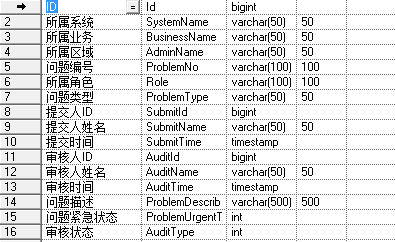 ID = Id bigint
2 所属系统 SystemName varchar(50) 50
3 所属业务 BusinessName varchar(50) 50
4 所属区域 AdminName varchar(50) 50
5 问题编号 ProblemNo varchar(100) 100
6 所属角色 Role varchar(100) 100
7 问题类型 ProblemType varchar(50) 50
8 提交人ID SubmitId bigint
9 提交人姓名 SubmitName varchar(50) 50
10 提交时间 SubmitTime timestamp
11 审核人ID AuditId bigint
12 审核人姓名 AuditName varchar(50) 50
13 审核时间 AuditTime timestamp
14 问题描述 ProblemDescrib varchar(500) 500
15 问题紧急状态 ProblemUrgentT int
16 审核状态 AuditType int